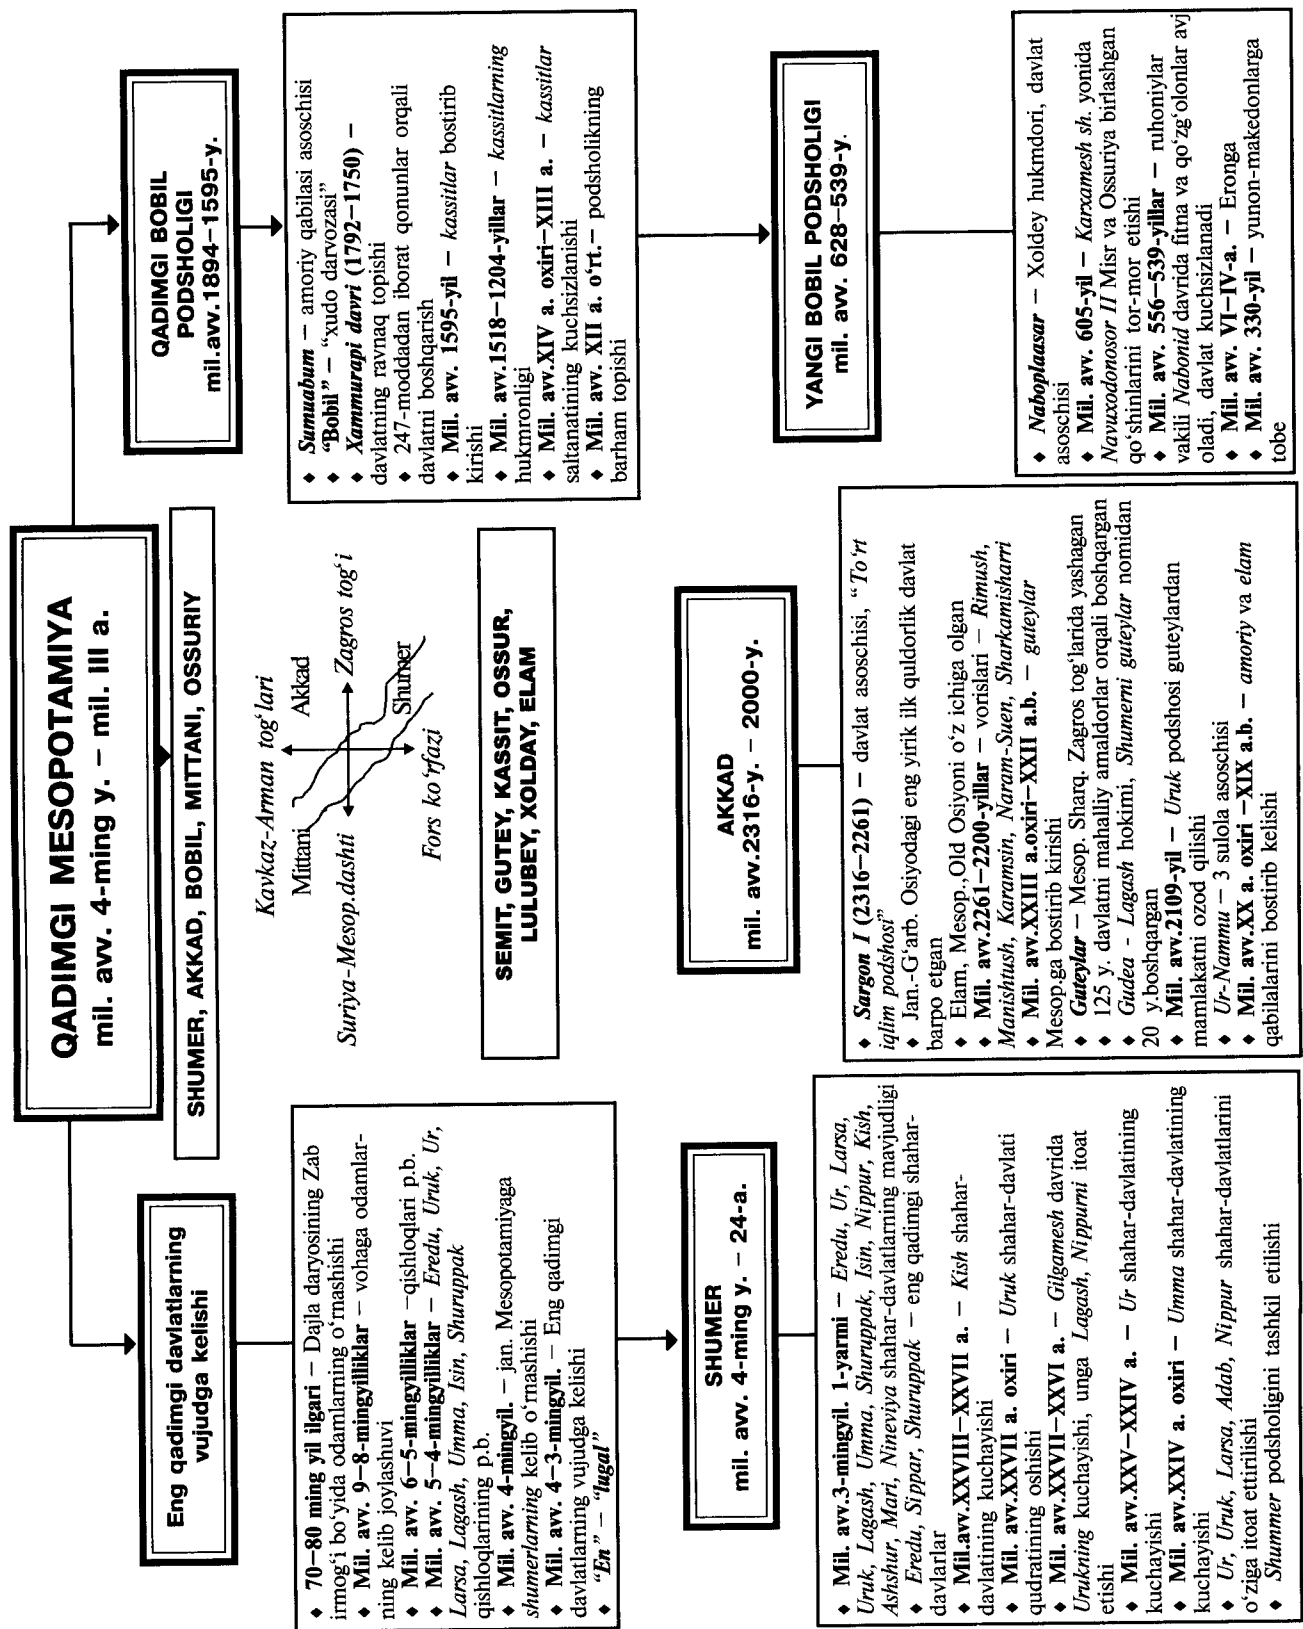 QADIMGI MESOPOTAMIYA
mil. avv. 4-ming y. – mil. III a.
SHUMER, AKKAD, BOBIL, MITTANI, OSSURIY
Eng qadimgi davlatlarning
vujudga kelishi
♦ 70–80 ming yil ilgari – Dajla daryosining Zab
irmog‘i bo‘yida odamlarning o‘rnashishi
♦ Mil. avv. 9–8-mingyilliklar – vohaga odamlar-
ning kelib joylashuvi
♦ Mil. avv. 6–5-mingyilliklar –qishloqlari p.b.
♦ Mil. avv. 5–4-mingyilliklar – Eredu, Uruk, Ur,
Larsa, Lagash, Umma, Isin, Shuruppak
qishloqlarining p.b.
♦ Mil. avv. 4-mingyil. – jan. Mesopotamiyaga
shumerlarning kelib o‘rnashishi
♦ Mil. avv. 4–3-mingyil. – Eng qadimgi
davlatlarning vujudga kelishi
♦ “En” – “lugal”
Kavkaz-Arman tog‘lari
Mittani
Akkad
Suriya-Mesop.dashti
Zagros tog‘i
Shumer
Fors ko‘rfazi
SEMIT, GUTEY, KASSIT, OSSUR,
LULUBEY, XOLDAY, ELAM
QADIMGI BOBIL
PODSHOLIGI
mil.avv.1894–1595-y.
♦ Sumuabum – amoriy qabilasi asoschisi
♦ “Bobil” – “xudo darvozasi”
♦ Xammurapi davri (1792–1750) –
davlatning ravnaq topishi
♦ 247-moddadan iborat qonunlar orqali
davlatni boshqarish
♦ Mil. avv. 1595-yil – kassitlar bostirib
kirishi
♦ Mil. avv.1518–1204-yillar – kassitlarning
hukmronligi
♦ Mil. avv.XIV a. oxiri–XIII a. – kassitlar
saltanatining kuchsizlanishi
♦ Mil. avv. XII a. o‘rt.– podsholikning
barham topishi
SHUMER
mil. avv. 4-ming y. – 24-a.
♦ Mil. avv.3-mingyil. 1-yarmi – Eredu, Ur, Larsa,
Uruk, Lagash, Umma, Shuruppak, Isin, Nippur, Kish,
Ashshur, Mari, Nineviya shahar-davlatlarning mavjudligi
♦ Eredu, Sippar, Shuruppak – eng qadimgi shahar-
davlarlar
♦ Mil.avv.XXVIII–XXVII a. – Kish shahar-
davlatining kuchayishi
♦ Mil. avv.XXVII a. oxiri – Uruk shahar-davlati
qudratining oshishi
♦ Mil. avv.XXVII–XXVI a. – Gilgamesh davrida
Urukning kuchayishi, unga Lagash, Nippurni itoat
etishi
♦ Mil. avv.XXV–XXIV a. – Ur shahar-davlatining
kuchayishi
♦ Mil. avv.XXIV a. oxiri – Umma shahar-davlatining
kuchayishi
♦ Ur, Uruk, Larsa, Adab, Nippur shahar-davlatlarini
o‘ziga itoat ettirilishi
♦ Shummer podsholigini tashkil etilishi
AKKAD
mil. avv.2316-y. – 2000-y.
♦ Sargon I (2316–2261) – davlat asoschisi, “To‘rt
iqlim podshosi”
♦ Jan.-G‘arb. Osiyodagi eng yirik ilk quldorlik davlat
barpo etgan
♦ Elam, Mesop.,Old Osiyoni o‘z ichiga olgan
♦ Mil. avv.2261–2200-yillar – vorislari – Rimush,
Manishtush, Karamsin, Naram-Suen, Sharkamisharri
♦ Mil. avv.XXIII a.oxiri–XXII a.b. – guteylar
Mesop.ga bostirib kirishi
♦ Guteylar – Mesop. Sharq. Zagros tog‘larida yashagan
♦ 125 y. davlatni mahalliy amaldorlar orqali boshqargan
♦ Gudea - Lagash hokimi, Shumerni guteylar nomidan
20 y.boshqargan
♦ Mil. avv.2109-yil – Uruk podshosi guteylardan
mamlakatni ozod qilishi
♦ Ur-Nammu – 3 sulola asoschisi
♦ Mil. avv.XX a. oxiri –XIX a.b. – amoriy va elam
qabilalarini bostirib kelishi
YANGI BOBIL PODSHOLIGI
mil. avv. 628–539-y.
♦ Naboplaasar – Xoldey hukmdori, davlat
asoschisi
♦ Mil. avv. 605-yil – Karxamesh sh. yonida
Navuxodonosor II Misr va Ossuriya birlashgan
qo‘shinlarini tor-mor etishi
♦ Mil. avv. 556–539-yillar – ruhoniylar
vakili Nabonid davrida fitna va qo‘zg‘olonlar avj
oladi, davlat kuchsizlanadi
♦ Mil. avv. VI–IV-a. – Eronga
♦ Mil. avv. 330-yil – yunon-makedonlarga
tobe